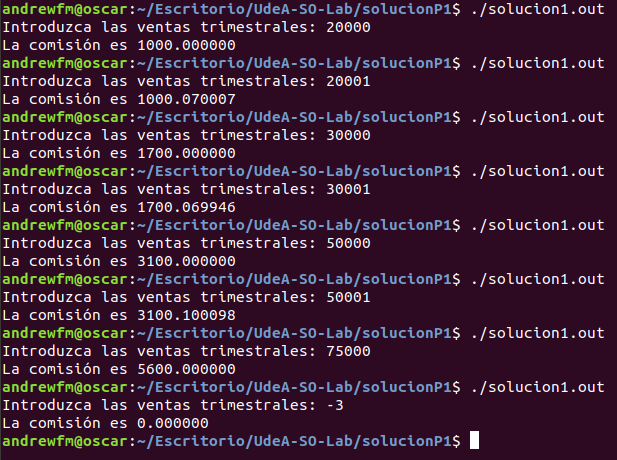 andrewfm@oscar:~/Escritorio/UdeA-SO-Lab/solucionP1$ ./solucion1.out
Introduzca las ventas trimestrales: 20000
La comisión es 1000.000000
andrewfm@oscar:~/Escritorio/UdeA-SO-Lab/solucionP1$ ./solucion1.out
Introduzca las ventas trimestrales: 20001
La comisión es 1000.070007
andrewfm@oscar:~/Escritorio/UdeA-SO-Lab/solucionP1$ ./solucion1.out
Introduzca las ventas trimestrales: 30000
La comisión es 1700.000000
andrewfm@oscar:~/Escritorio/UdeA-SO-Lab/solucionP1$ ./solucion1.out
Introduzca las ventas trimestrales: 30001
La comisión es 1700.069946
andrewfm@oscar:~/Escritorio/UdeA-SO-Lab/solucionP1$ ./solucion1.out
Introduzca las ventas trimestrales: 50000
La comisión es 3100.000000
andrewfm@oscar:~/Escritorio/UdeA-SO-Lab/solucionP1$ ./solucion1.out
Introduzca las ventas trimestrales: 50001
La comisión es 3100.100098
andrewfm@oscar:~/Escritorio/UdeA-SO-Lab/solucionP1$ ./solucion1.out
Introduzca las ventas trimestrales: 75000
La comisión es 5600.000000
andrewfm@oscar:~/Escritorio/UdeA-SO-Lab/solucionP1$ ./solucion1.out
Introduzca las ventas trimestrales: -3
La comisión es 0.000000
andrewfm@oscar:~/Escritorio/UdeA-SO-Lab/solucionP1$